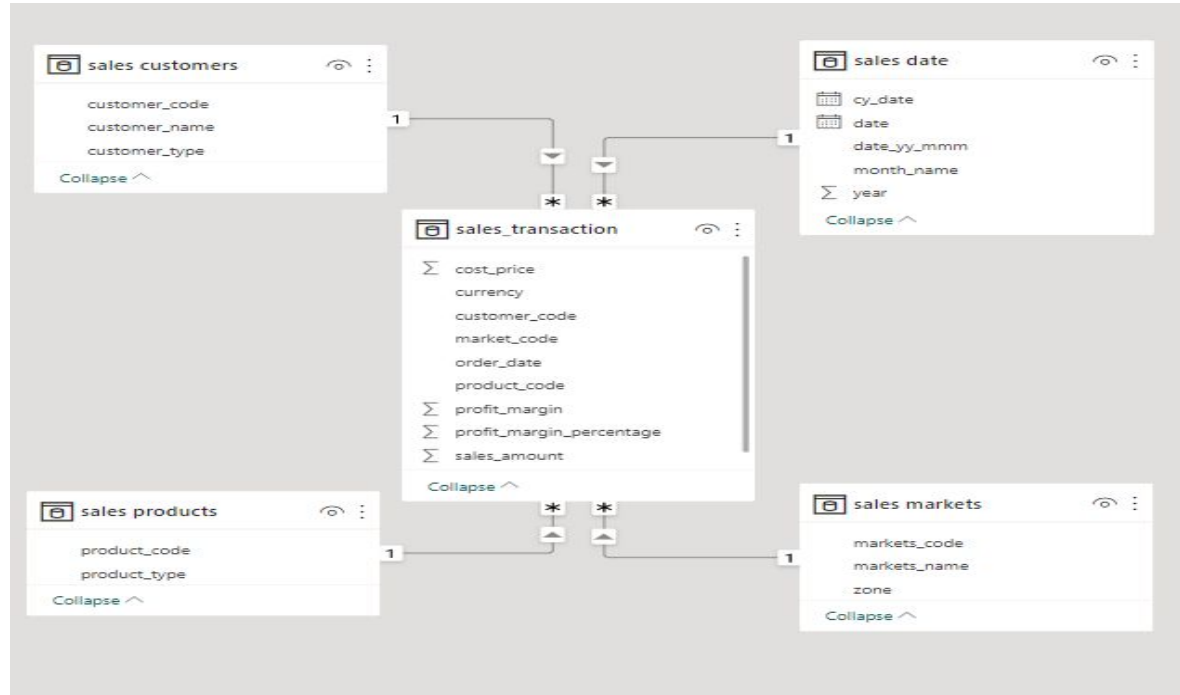 sales customers
customer_code
customer_name
customer_type
Collapse
1
sales date
cy_date
date
date_yy_mmm
month_name
Σ year
Collapse
1
* *
sales_transaction
Σ cost_price
currency
customer_code
market_code
order_date
product_code
Σ profit_margin
Σ profit_margin_percentage
Σ sales_amount
Collapse
* *
sales products
product_code
product_type
Collapse
1
sales markets
markets_code
markets_name
zone
Collapse
1